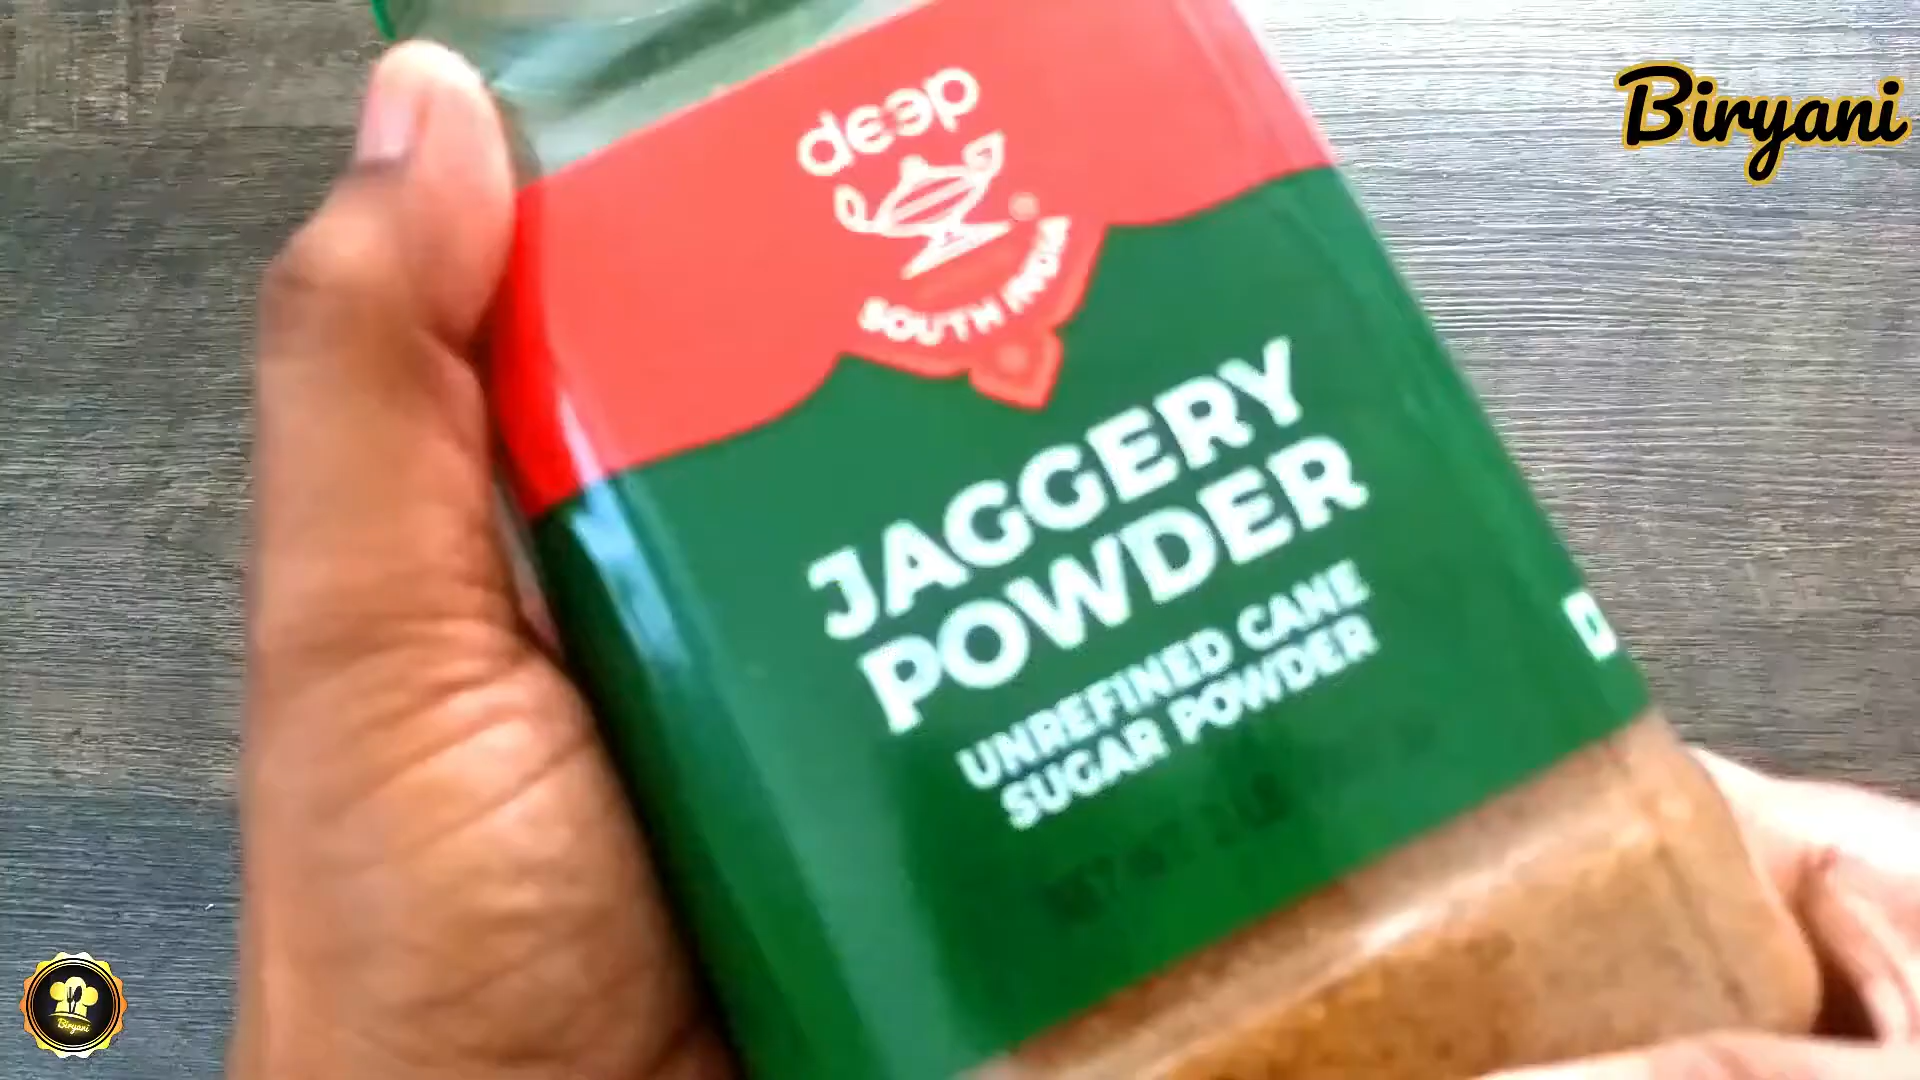 Biryani
deep
SOUTH INDIA
JAGGERY
POWDER
UNREFINED CANE
SUGAR POWDER
Biryani